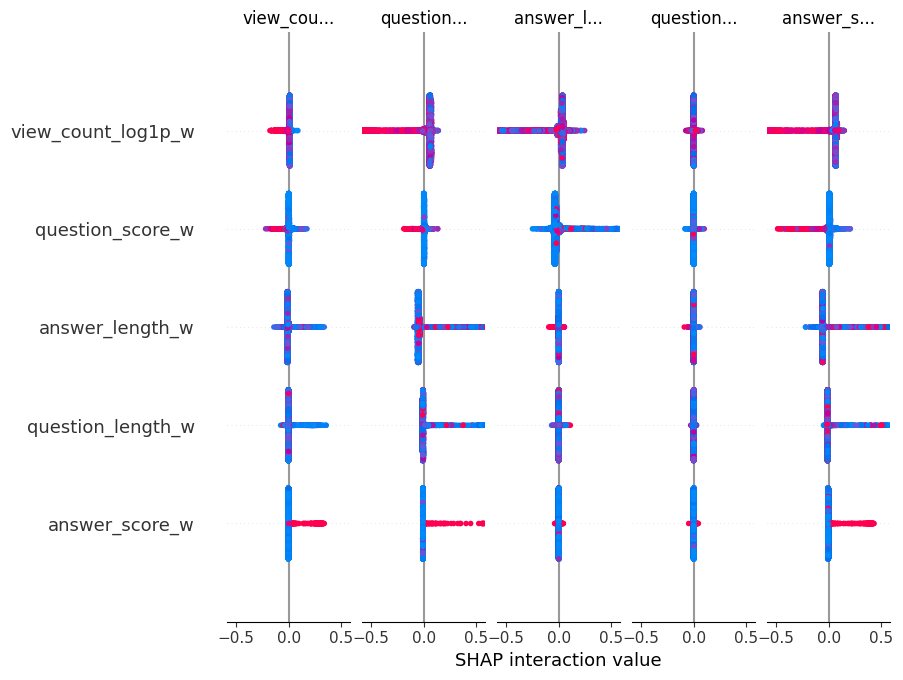 view_cou... question... answer_l... question... answer_s...
view_count_log1p_w
question_score_w
answer_length_w
question_length_w
answer_score_w
−0.5 0.0 0.5 −0.5 0.0 0.5 −0.5 0.0 0.5 −0.5 0.0 0.5 −0.5 0.0 0.5
SHAP interaction value